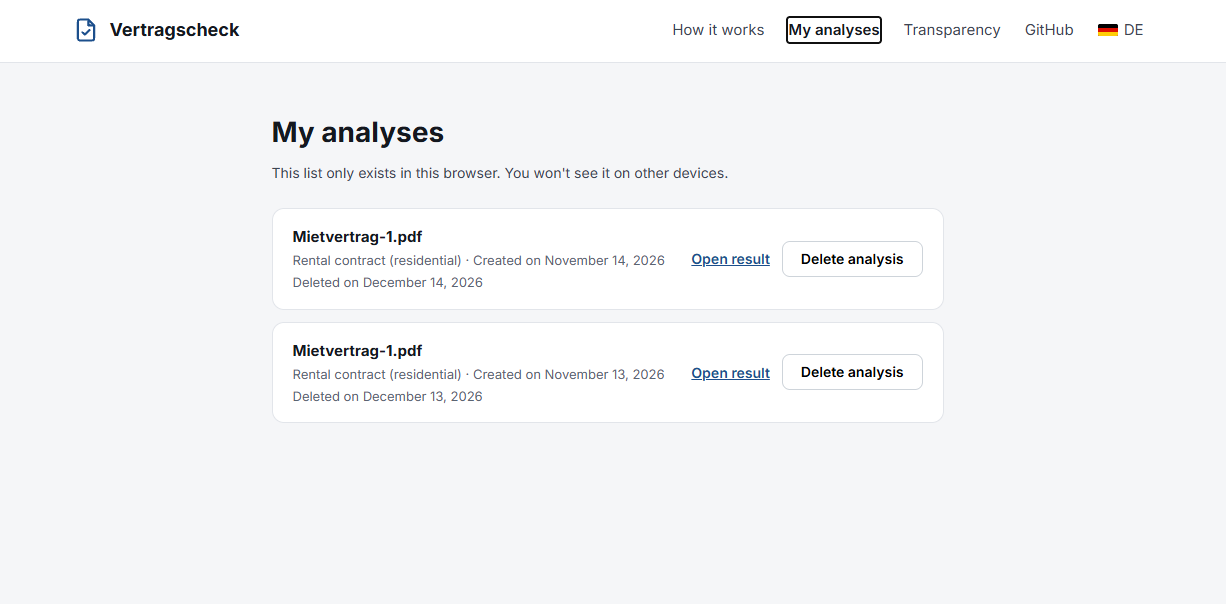 Vertragscheck
How it works
My analyses
Transparency
GitHub
DE
My analyses
This list only exists in this browser. You won't see it on other devices.
Mietvertrag-1.pdf
Rental contract (residential) · Created on November 14, 2026
Deleted on December 14, 2026
Open result
Delete analysis
Mietvertrag-1.pdf
Rental contract (residential) · Created on November 13, 2026
Deleted on December 13, 2026
Open result
Delete analysis